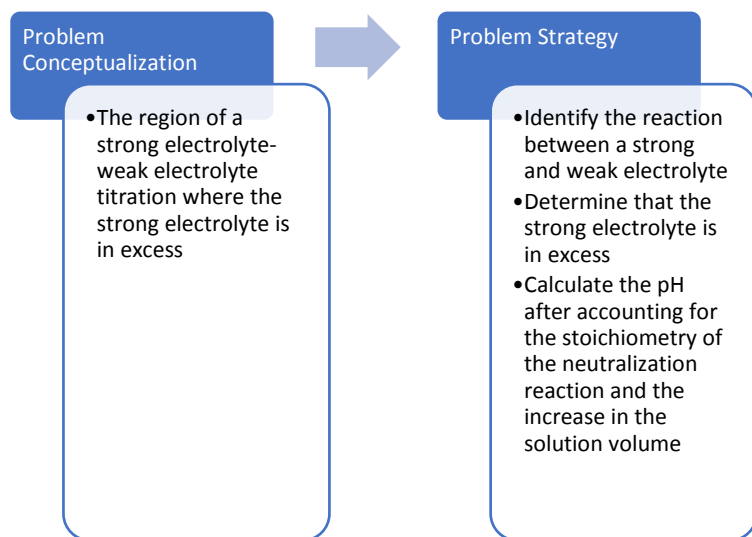 Problem
Conceptualization
•The region of a
strong electrolyte-
weak electrolyte
titration where the
strong electrolyte is
in excess
Problem Strategy
•Identify the reaction
between a strong
and weak electrolyte
•Determine that the
strong electrolyte is
in excess
•Calculate the pH
after accounting for
the stoichiometry of
the neutralization
reaction and the
increase in the
solution volume